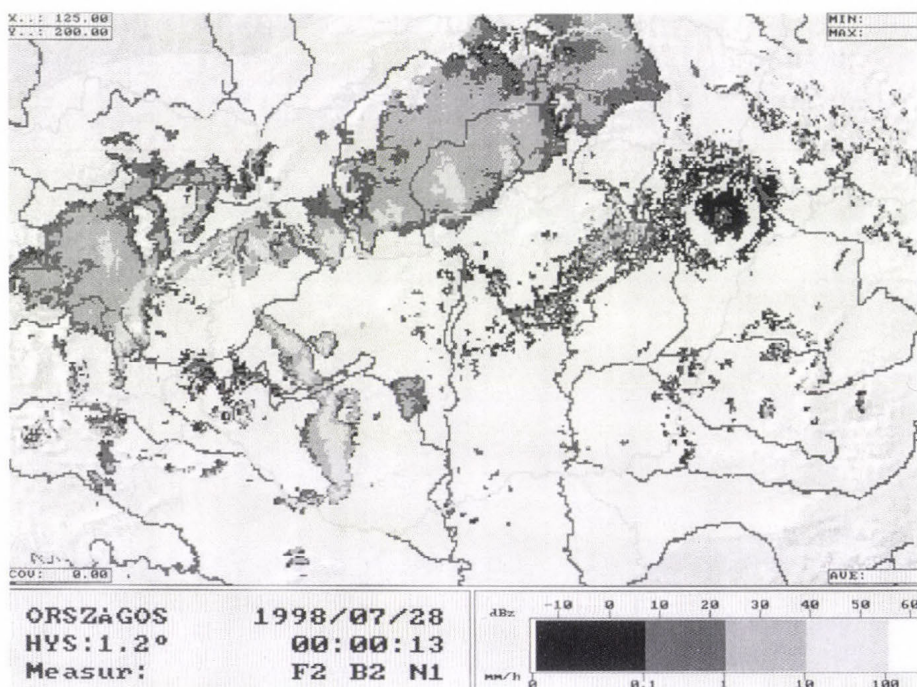 X..: 125.00
Y..: 200.00
MIN:
MAX:
COV: 0.00
AVE:
ORSZàGOS 1998/07/28
HYS:1.2° 00:00:13
Measur: F2 B2 N1
dBz -10 0 10 20 30 40 50 60
mm/h 0 0.1 1 10 100